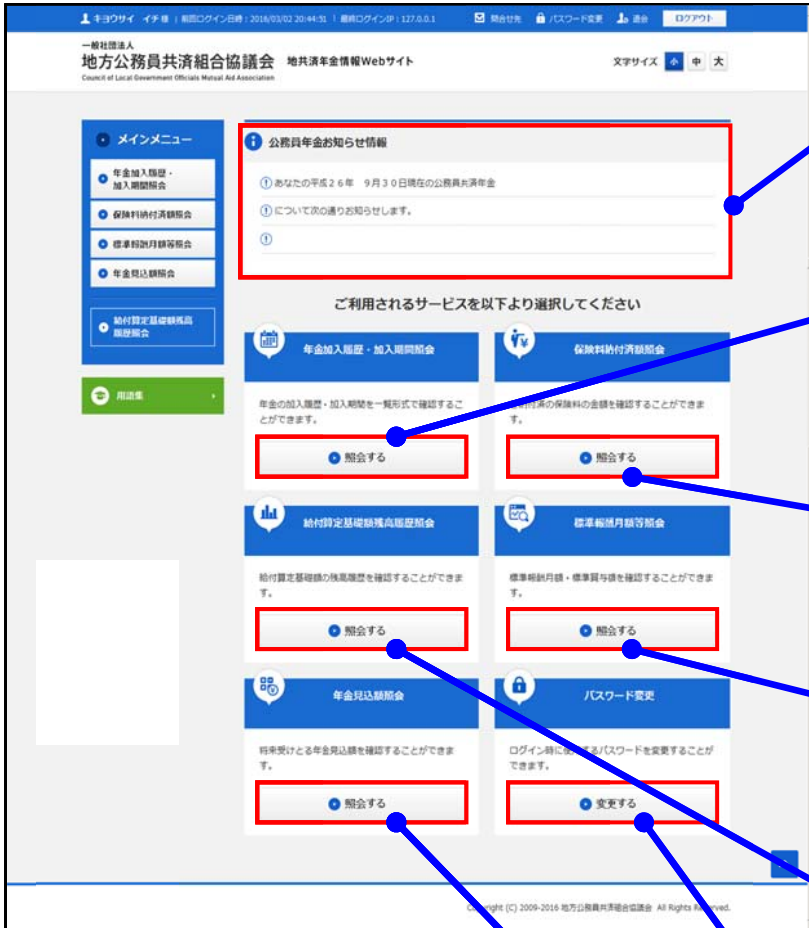 キヨウサイ イチ 様 | 前回ログイン日時 : 2016/03/02 20:44:51 | 最終ログインIP : 127.0.0.1 問合せ先 パスワード変更 退会 ログアウト
一般社団法人
地方公務員共済組合協議会 地共済年金情報Webサイト 文字サイズ 小 中 大
Council of Local Government Officials Mutual Aid Association
メインメニュー
年金加入履歴・
加入期間照会
保険料納付済額照会
標準報酬月額等照会
年金見込額照会
給付算定基礎額残高
履歴照会
用語集
公務員年金お知らせ情報
あなたの平成26年 9月30日現在の公務員共済年金
について次の通りお知らせします。
ご利用されるサービスを以下より選択してください
年金加入履歴・加入期間照会
年金の加入履歴・加入期間を一覧形式で確認するこ
とができます。
照会する
保険料納付済額照会
付済の保険料の金額を確認することができま
す。
照会する
給付算定基礎額残高履歴照会
給付算定基礎額の残高履歴を確認することができま
す。
照会する
標準報酬月額等照会
標準報酬月額・標準賞与額を確認することができま
す。
照会する
年金見込額照会
将来受けとる年金見込額を確認することができま
す。
照会する
パスワード変更
ログイン時に使 するパスワードを変更することが
できます。
変更する
(C) 2009-2016 地方公務員共済組合協議会 All Rights